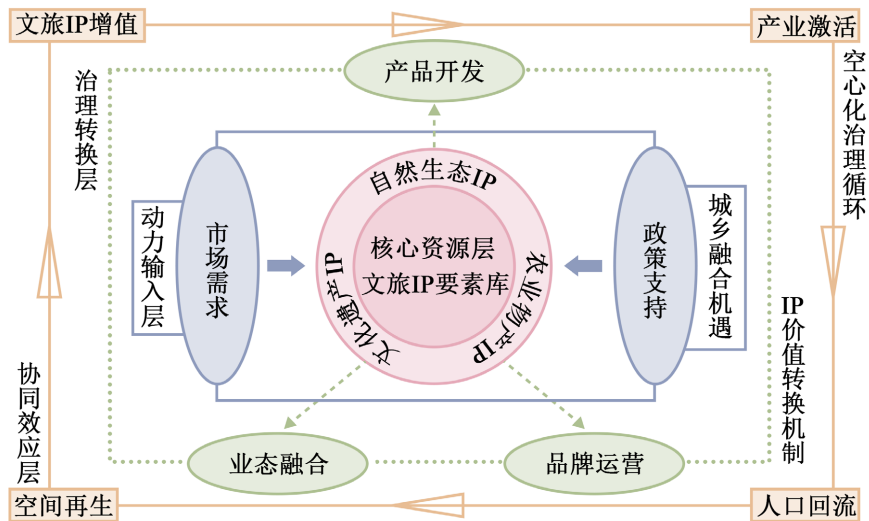 文旅IP增值
产业激活
治理转换层
产品开发
空心化治理循环
自然生态IP
动力输入层
市场需求
核心资源层
文旅IP要素库
文化遗产IP
农业物产IP
政策支持
城乡融合机遇
IP价值转换机制
协同效应层
业态融合
品牌运营
空间再生
人口回流